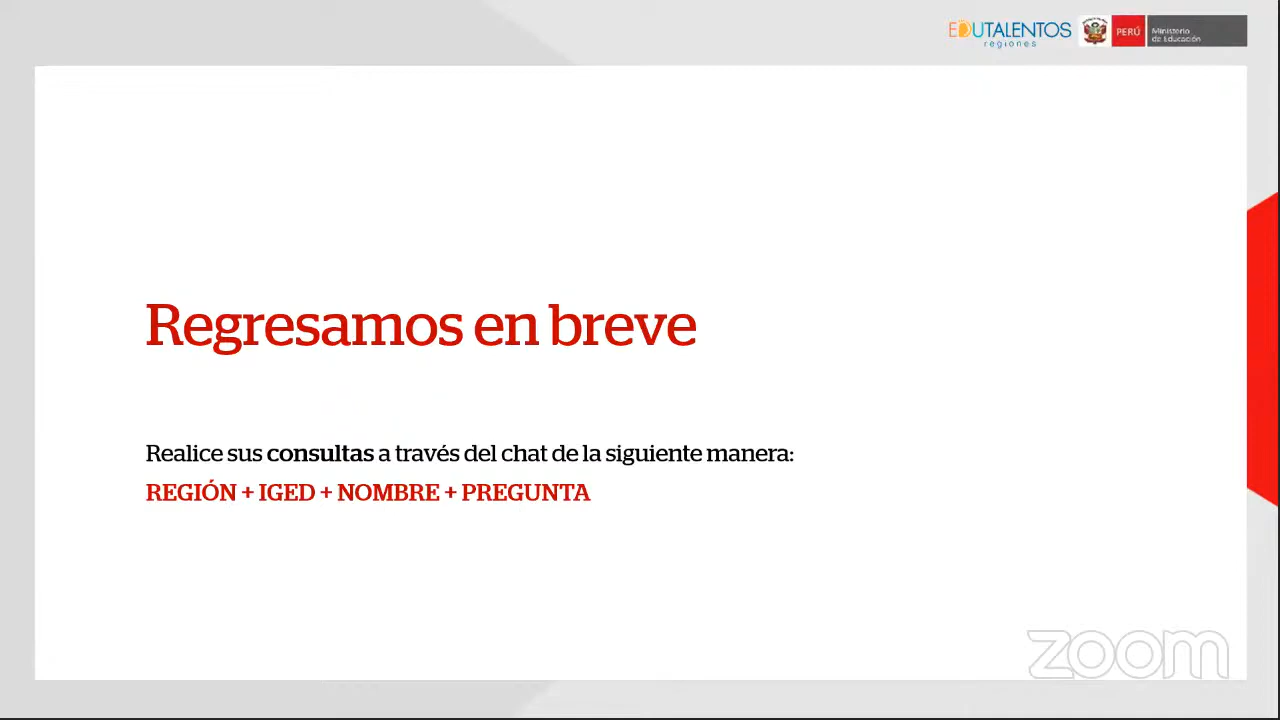 EDUTALENTOS
regiones
PERÚ
Ministerio
de Educación
Regresamos en breve
Realice sus consultas a través del chat de la siguiente manera:
REGIÓN + IGED + NOMBRE + PREGUNTA
zoom